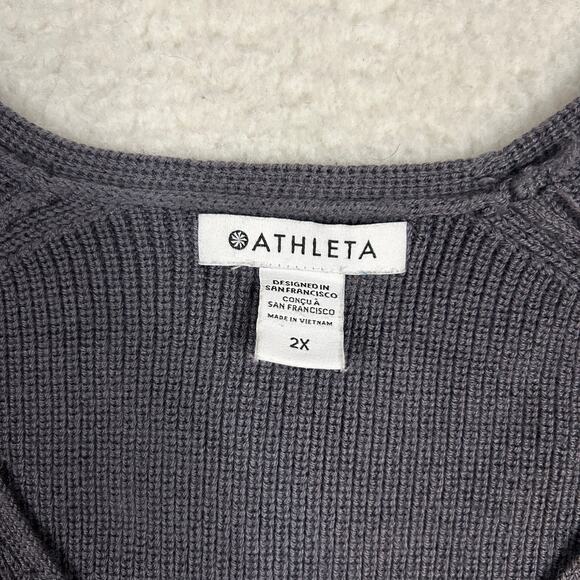 ATHLETA
DESIGNED IN
SAN FRANCISCO
CONÇU À
SAN FRANCISCO
MADE IN VIETNAM
2X